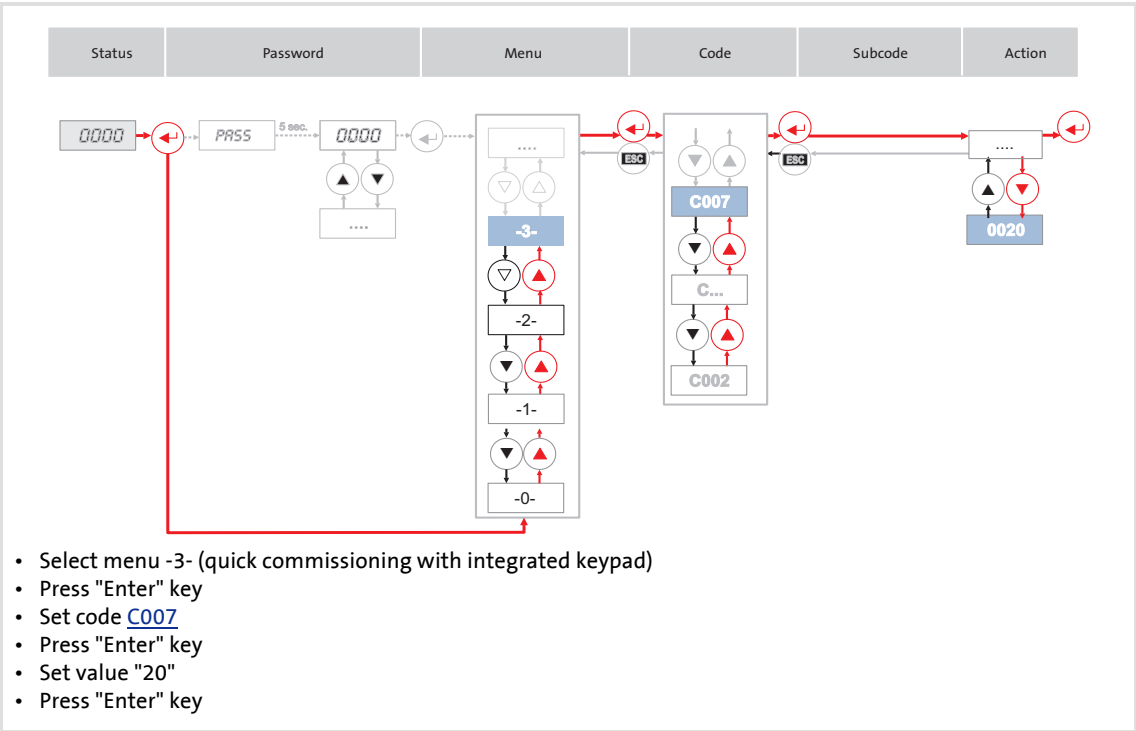 Status Password Menu Code Subcode Action
0000 PASS 5 sec. 0000 .... ....
ESC ESC
C007
.... -3- 0020
C...
-2-
C002
-1-
-0-
• Select menu -3- (quick commissioning with integrated keypad)
• Press "Enter" key
• Set code C007
• Press "Enter" key
• Set value "20"
• Press "Enter" key